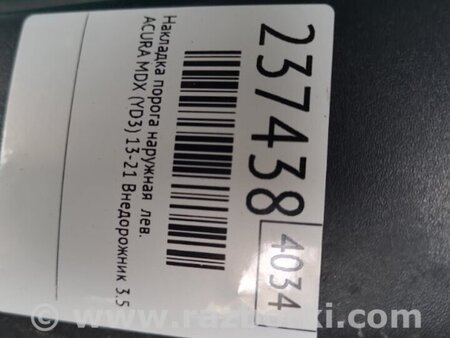 237438
4034
Накладка порога наружная лев.
ACURA MDX (YD3) 13-21 Внедорожник 3.5
© www.razborki.com